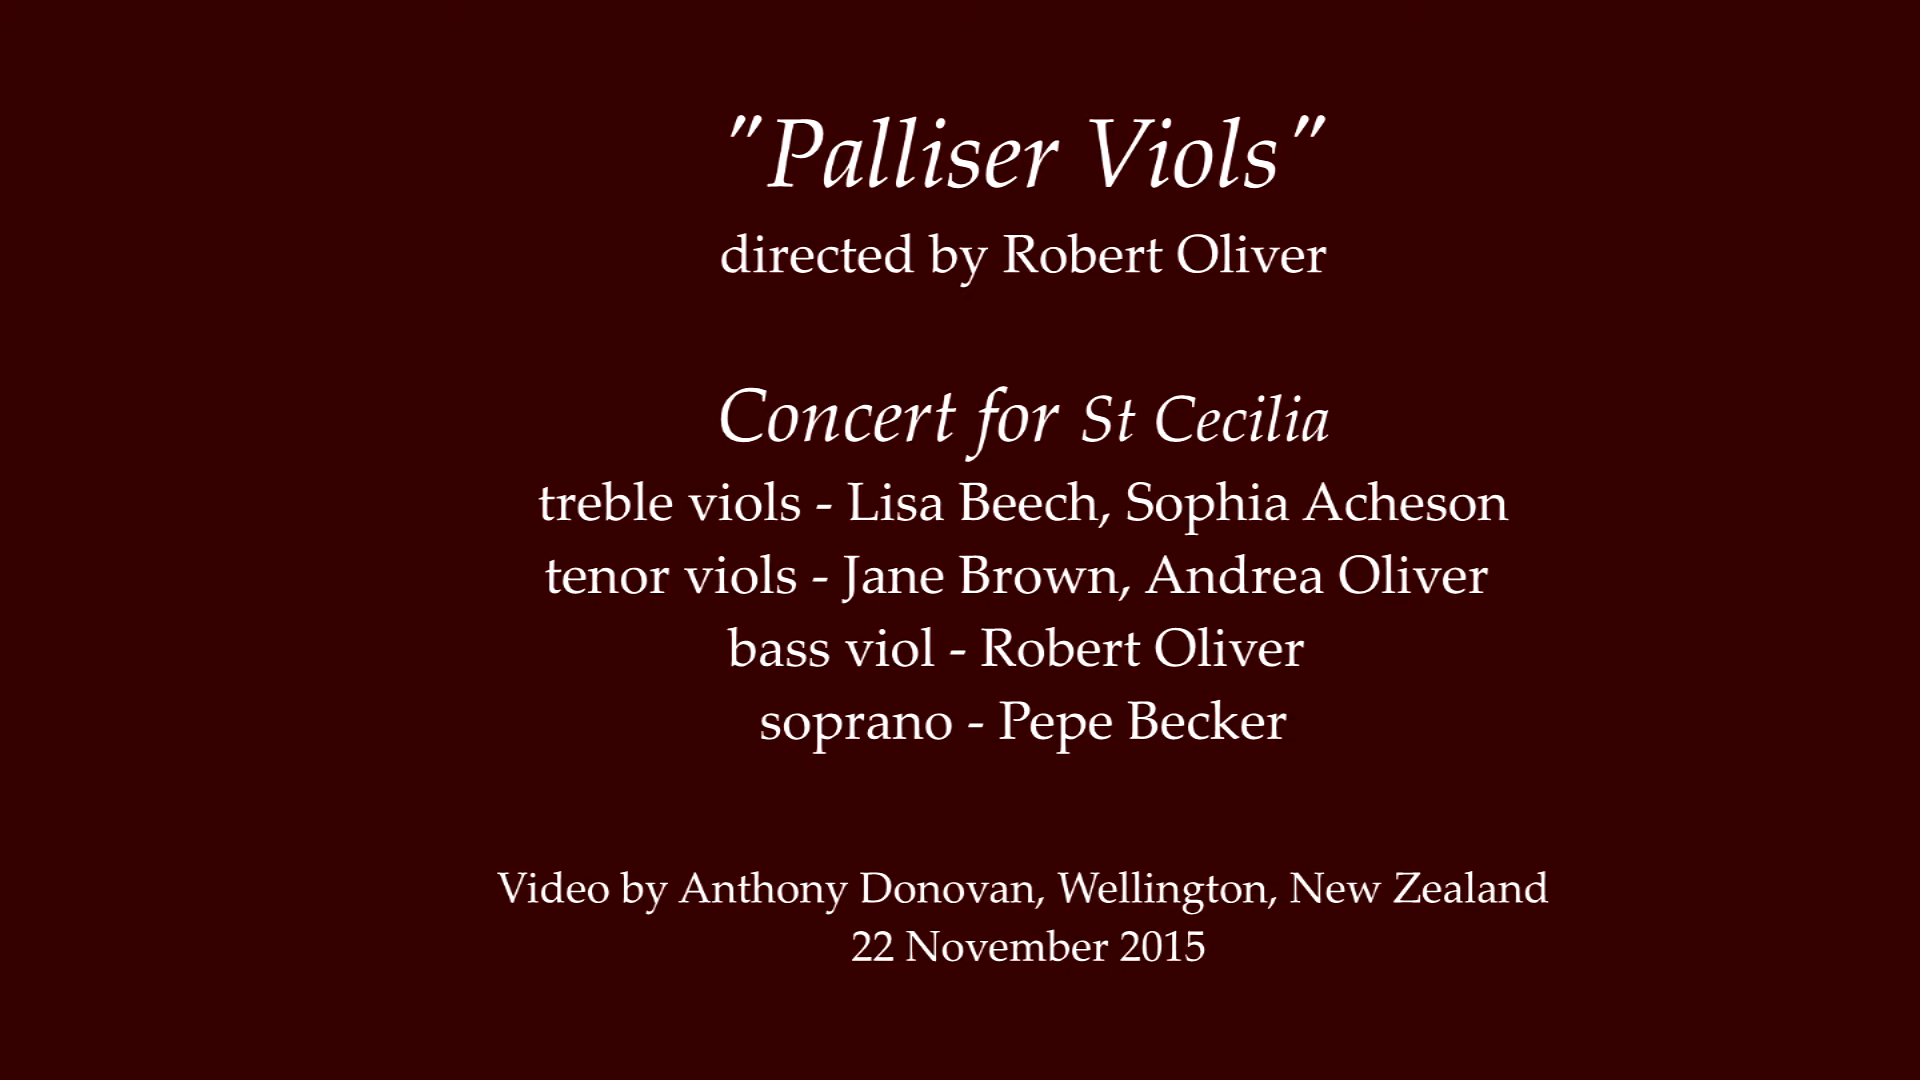 "Palliser Viols"
directed by Robert Oliver
Concert for St Cecilia
treble viols - Lisa Beech, Sophia Acheson
tenor viols - Jane Brown, Andrea Oliver
bass viol - Robert Oliver
soprano - Pepe Becker
Video by Anthony Donovan, Wellington, New Zealand
22 November 2015